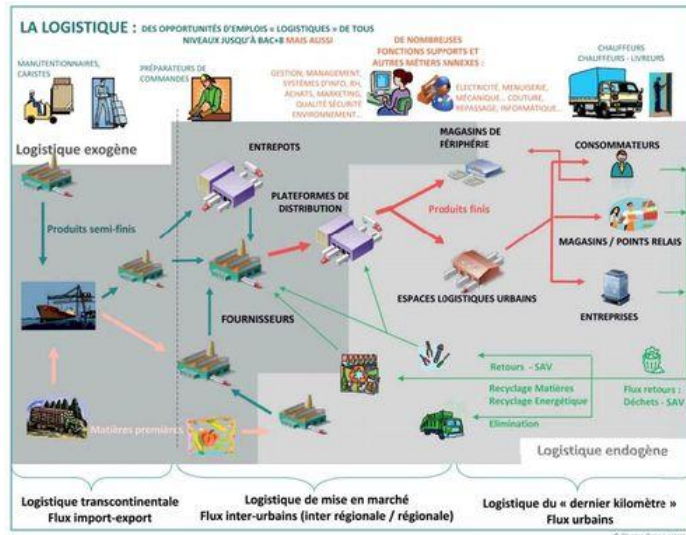 LA LOGISTIQUE : DES OPPORTUNITÉS D'EMPLOIS « LOGISTIQUES » DE TOUS
NIVEAUX JUSQU'À BAC+8 MAIS AUSSI
DE NOMBREUSES
FONCTIONS SUPPORTS ET
AUTRES MÉTIERS ANNEXES :
CHAUFFEURS
CHAUFFEURS - LIVREURS
MANUTENTIONNAIRES,
CARISTES
PRÉPARATEURS DE
COMMANDES
GESTION, MANAGEMENT,
SYSTÈMES D'INFO, RH,
ACHATS, MARKETING,
QUALITÉ SÉCURITÉ
ENVIRONNEMENT...
ELECTRICITÉ, MENUISERIE,
MÉCANIQUE... COUTURE,
REPASSAGE, INFORMATIQUE...
Logistique exogène
ENTREPOTS
MAGASINS DE
PÉRIPHÉRIE
CONSOMMATEURS
PLATEFORMES DE
DISTRIBUTION
Produits semi-finis
Produits finis
MAGASINS / POINTS RELAIS
ESPACES LOGISTIQUES URBAINS
ENTREPRISES
FOURNISSEURS
Retours - SAV
Recyclage Matières
Recyclage Energétique
Elimination
Flux retours :
Déchets - SAV
Matières premières
Logistique endogène
Logistique transcontinentale
Flux import-export
Logistique de mise en marché
Flux inter-urbains (inter régionale / régionale)
Logistique du « dernier kilomètre »
Flux urbains